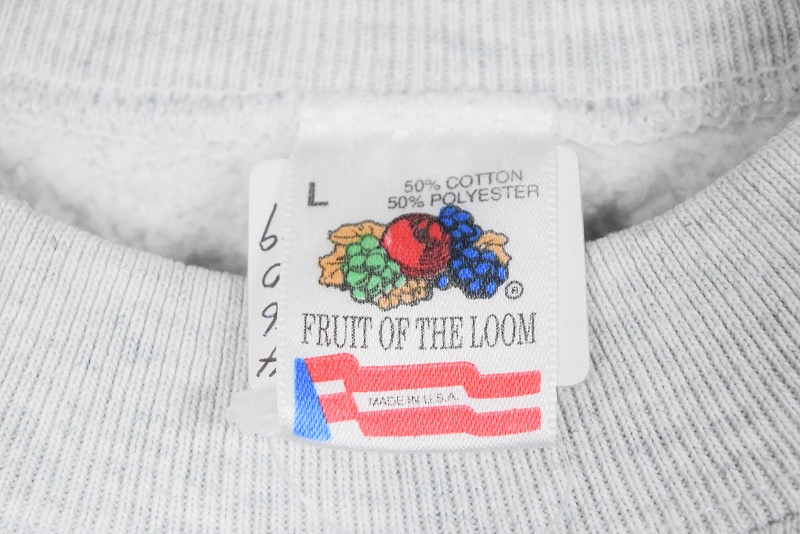 L
50% COTTON
50% POLYESTER
®
FRUIT OF THE LOOM
MADE IN U.S.A.